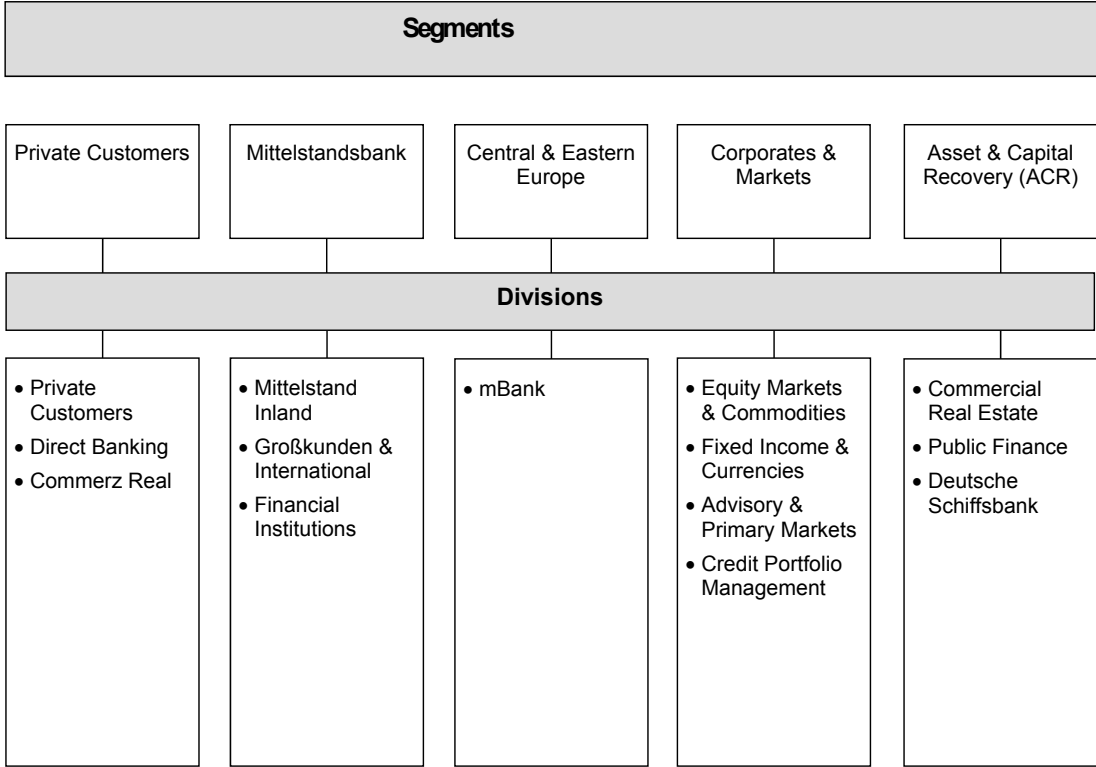 Segments
Private Customers
Mittelstandsbank
Central & Eastern
Europe
Corporates &
Markets
Asset & Capital
Recovery (ACR)
Divisions
• Private
Customers
• Direct Banking
• Commerz Real
• Mittelstand
Inland
• Großkunden &
International
• Financial
Institutions
• mBank
• Equity Markets
& Commodities
• Fixed Income &
Currencies
• Advisory &
Primary Markets
• Credit Portfolio
Management
• Commercial
Real Estate
• Public Finance
• Deutsche
Schiffsbank